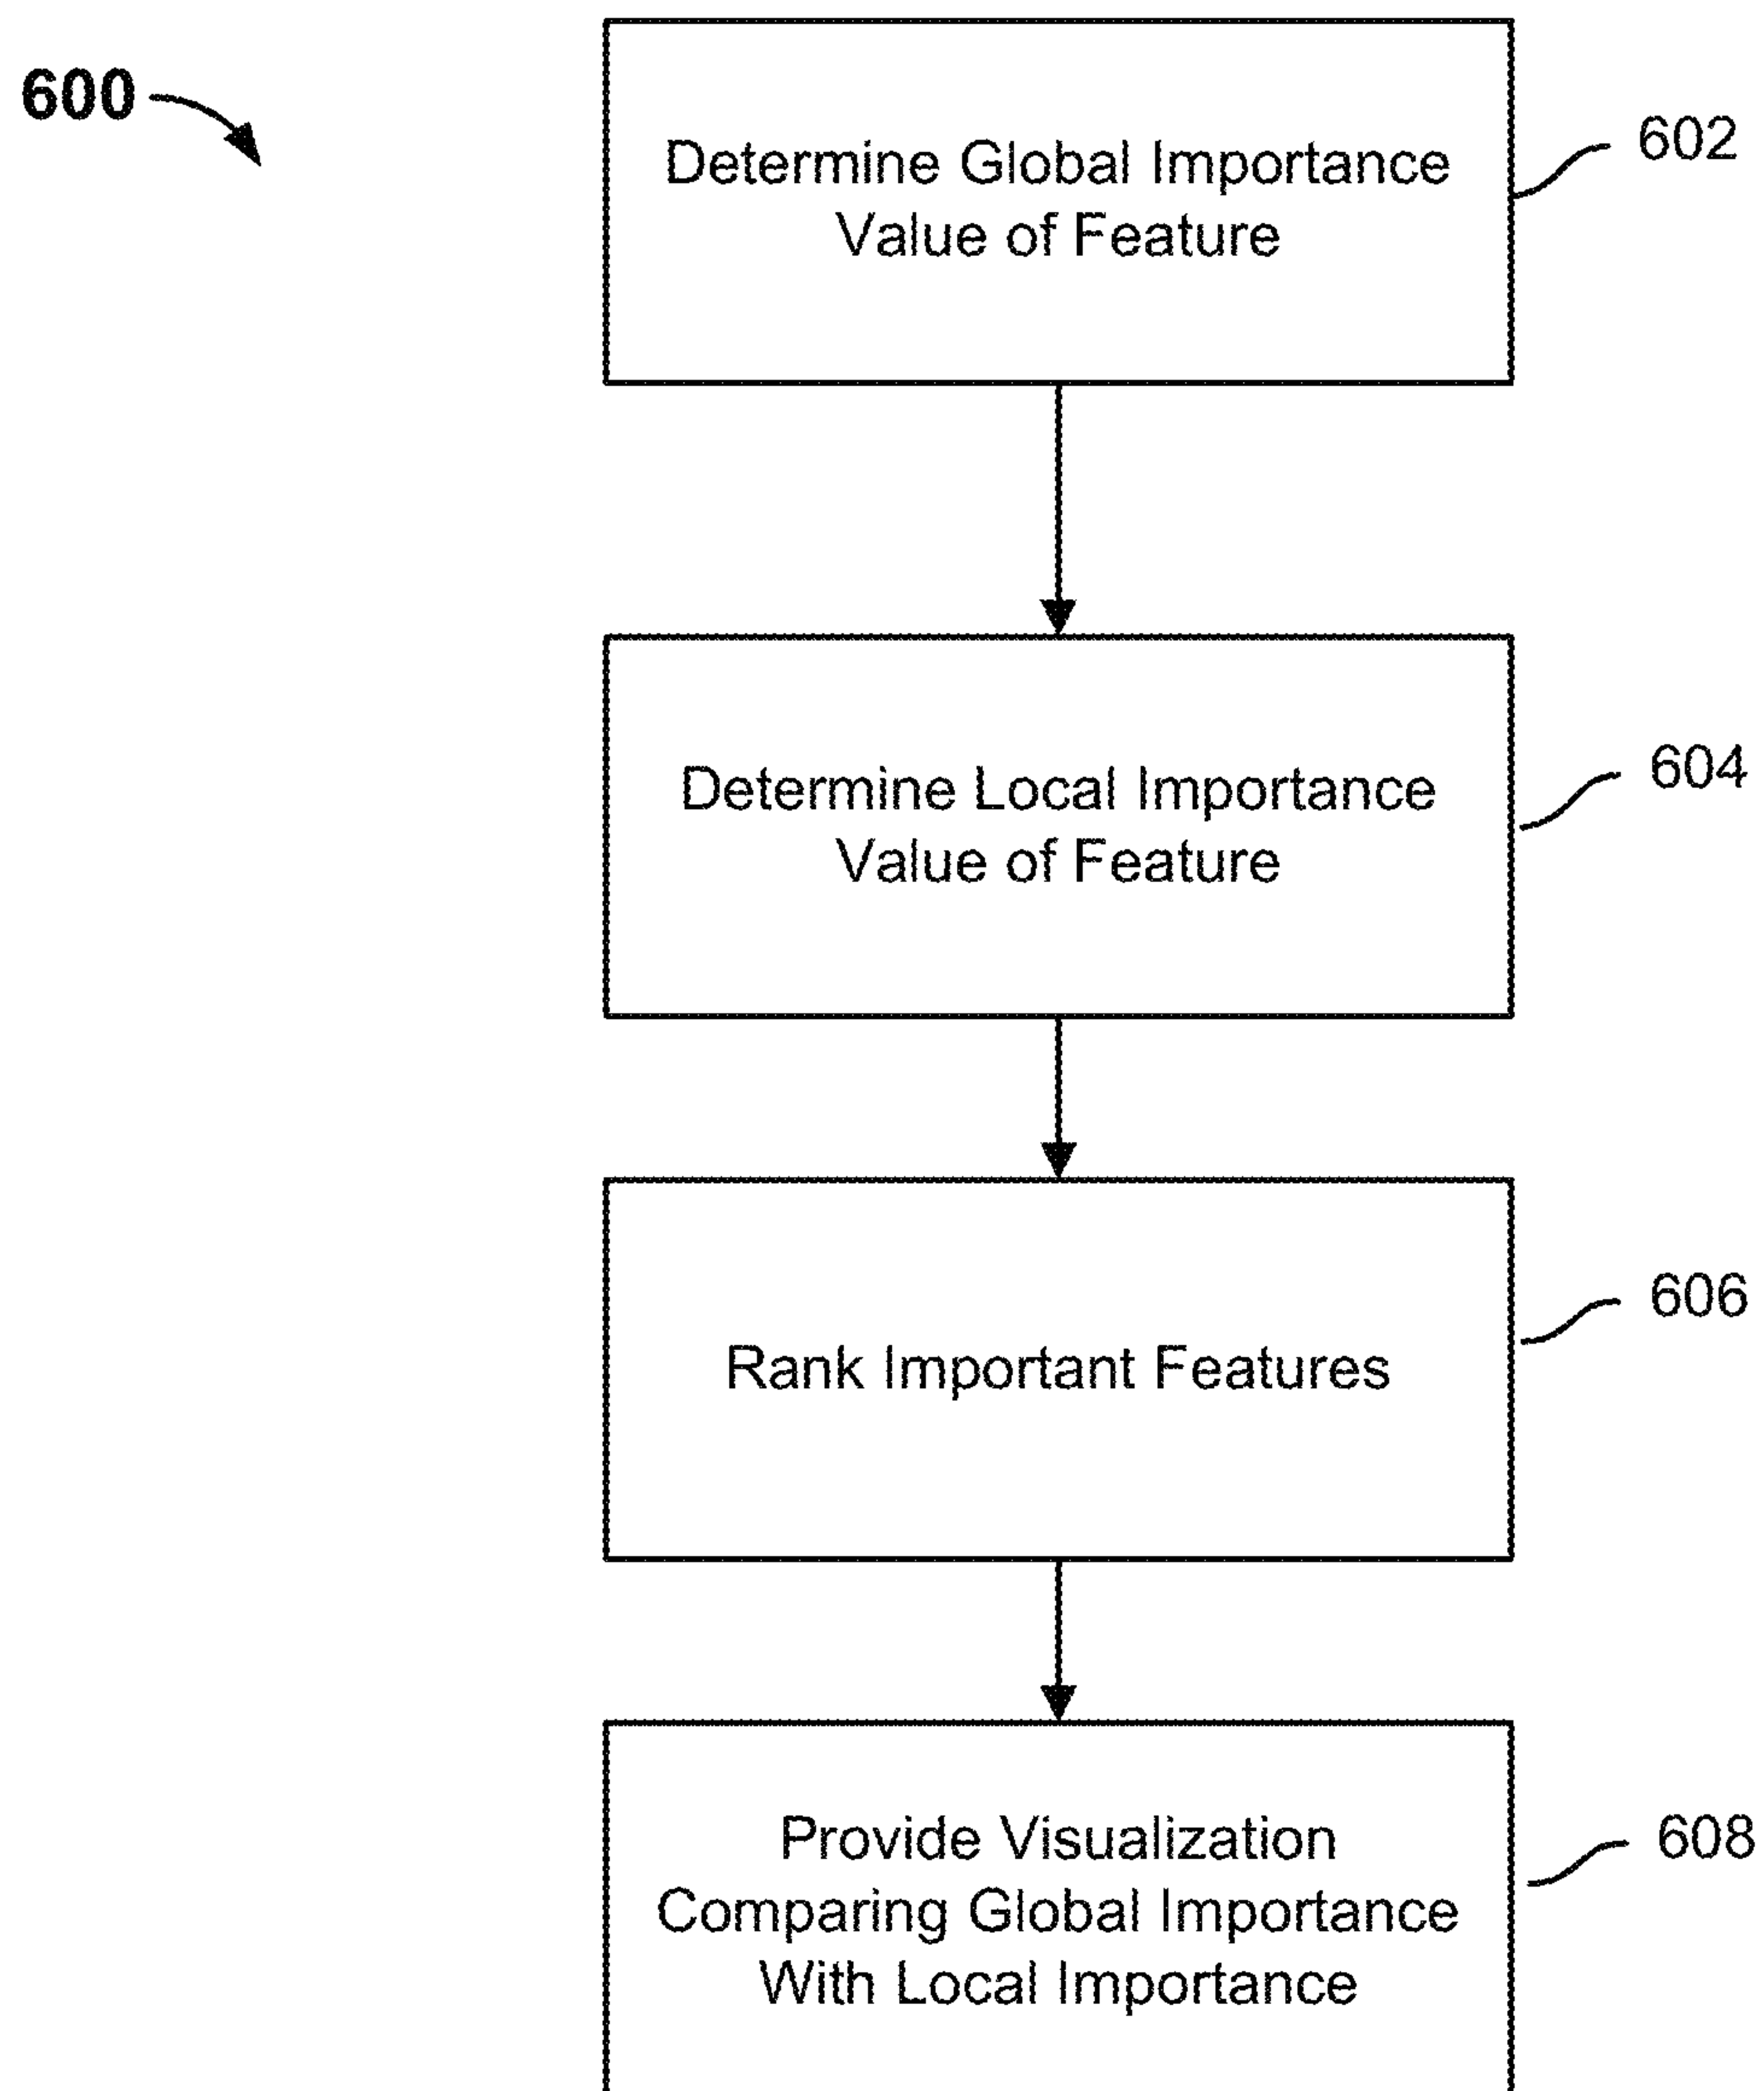 600
Determine Global Importance
Value of Feature
602
Determine Local Importance
Value of Feature
604
Rank Important Features
606
Provide Visualization
Comparing Global Importance
With Local Importance
608